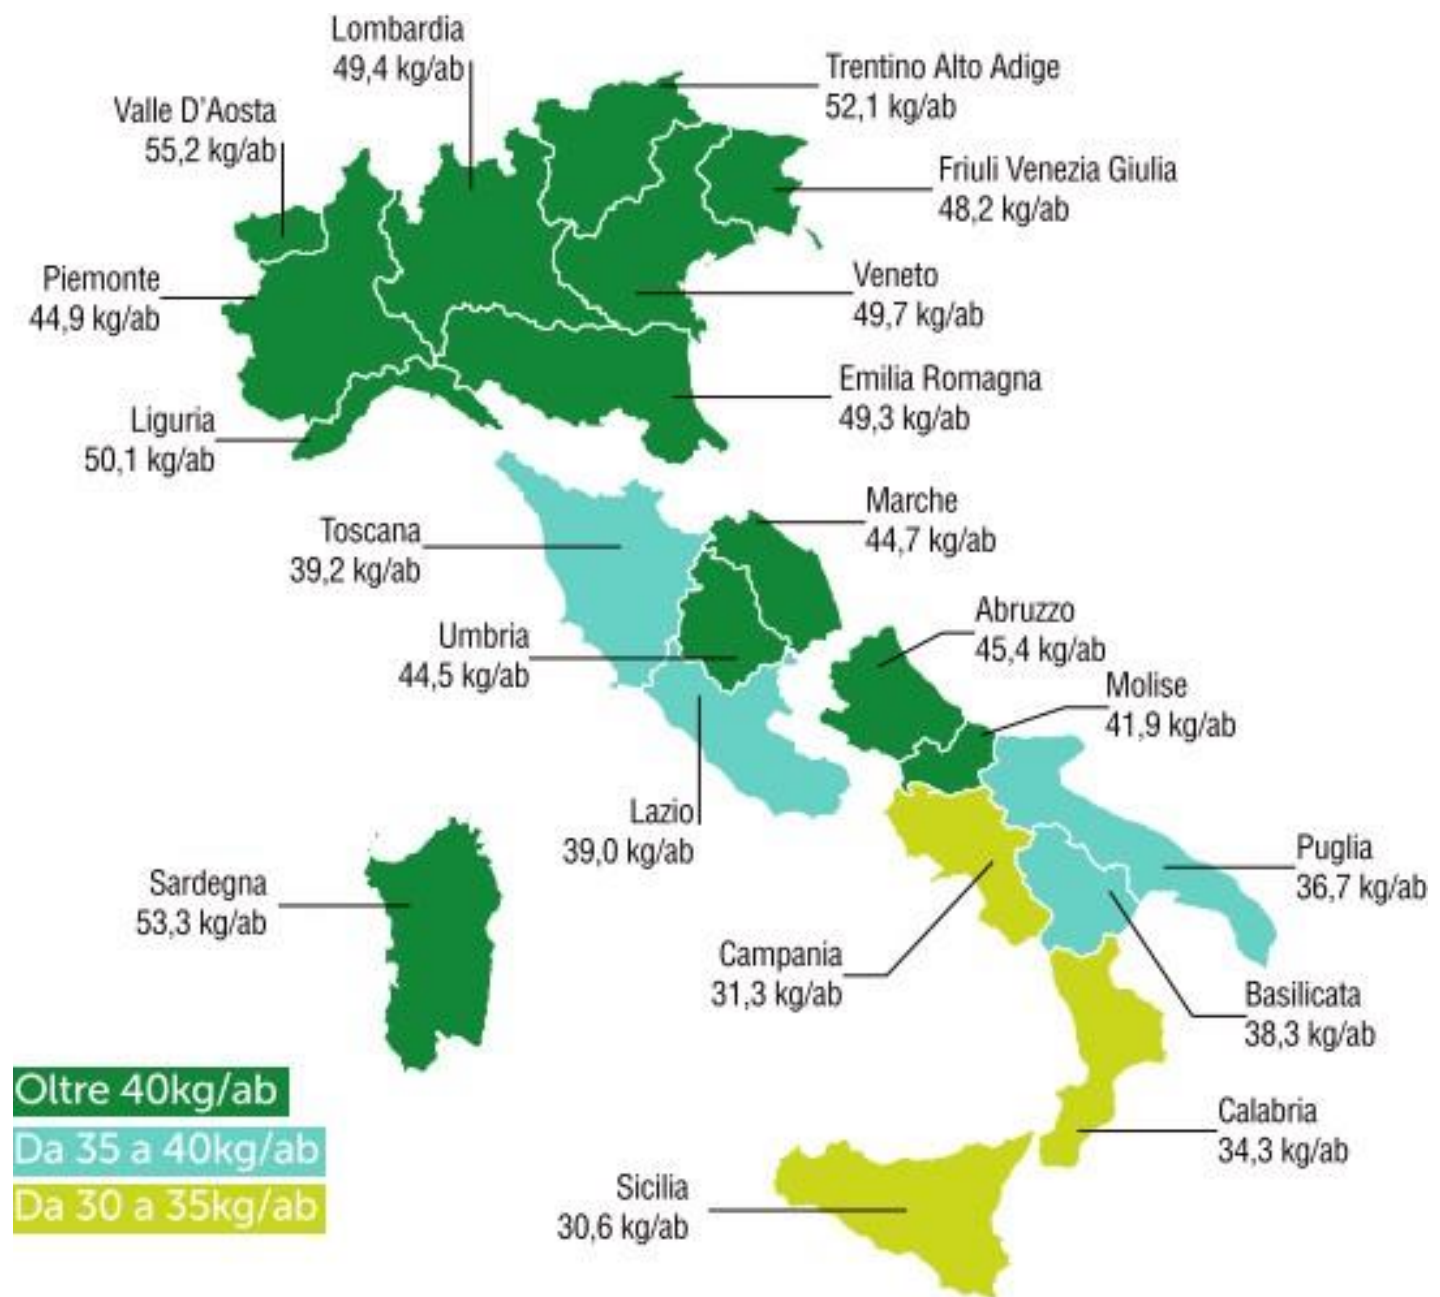 Lombardia
49,4 kg/ab
Trentino Alto Adige
52,1 kg/ab
Valle D'Aosta
55,2 kg/ab
Friuli Venezia Giulia
48,2 kg/ab
Piemonte
44,9 kg/ab
Veneto
49,7 kg/ab
Emilia Romagna
49,3 kg/ab
Liguria
50,1 kg/ab
Marche
44,7 kg/ab
Toscana
39,2 kg/ab
Abruzzo
45,4 kg/ab
Umbria
44,5 kg/ab
Molise
41,9 kg/ab
Lazio
39,0 kg/ab
Puglia
36,7 kg/ab
Sardegna
53,3 kg/ab
Campania
31,3 kg/ab
Basilicata
38,3 kg/ab
Oltre 40kg/ab
Da 35 a 40kg/ab
Da 30 a 35kg/ab
Calabria
34,3 kg/ab
Sicilia
30,6 kg/ab